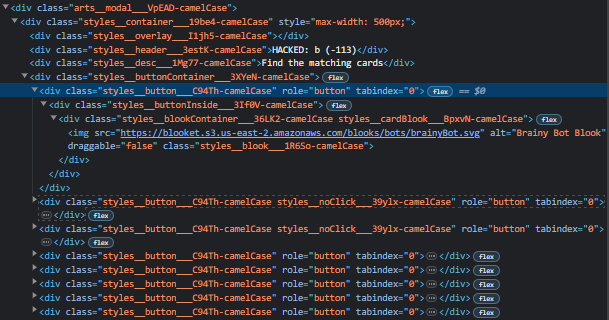 <div class="arts__modal___VpEAD-camelCase">
<div class="styles__container___19be4-camelCase" style="max-width: 500px;">
<div class="styles__overlay___I1jh5-camelCase"></div>
<div class="styles__header___3estK-camelCase">HACKED: b (-113)</div>
<div class="styles__desc___1Mg77-camelCase">Find the matching cards</div>
<div class="styles__buttonContainer___3XYeN-camelCase"> flex
<div class="styles__button___C94Th-camelCase" role="button" tabindex="0"> flex == $0
<div class="styles__buttonInside___3If0V-camelCase"> flex
<div class="styles__blookContainer___36LK2-camelCase styles__cardBlook___BpxvN-camelCase"> flex
<img src="https://blooket.s3.us-east-2.amazonaws.com/blooks/bots/brainyBot.svg" alt="Brainy Bot Blook"
draggable="false" class="styles__blook___1R6So-camelCase">
</div>
</div>
</div>
<div class="styles__button___C94Th-camelCase styles__noClick___39ylx-camelCase" role="button" tabindex="0">
… </div> flex
<div class="styles__button___C94Th-camelCase styles__noClick___39ylx-camelCase" role="button" tabindex="0">
… </div> flex
<div class="styles__button___C94Th-camelCase" role="button" tabindex="0"> … </div> flex
<div class="styles__button___C94Th-camelCase" role="button" tabindex="0"> … </div> flex
<div class="styles__button___C94Th-camelCase" role="button" tabindex="0"> … </div> flex
<div class="styles__button___C94Th-camelCase" role="button" tabindex="0"> … </div> flex
<div class="styles__button___C94Th-camelCase" role="button" tabindex="0"> … </div> flex